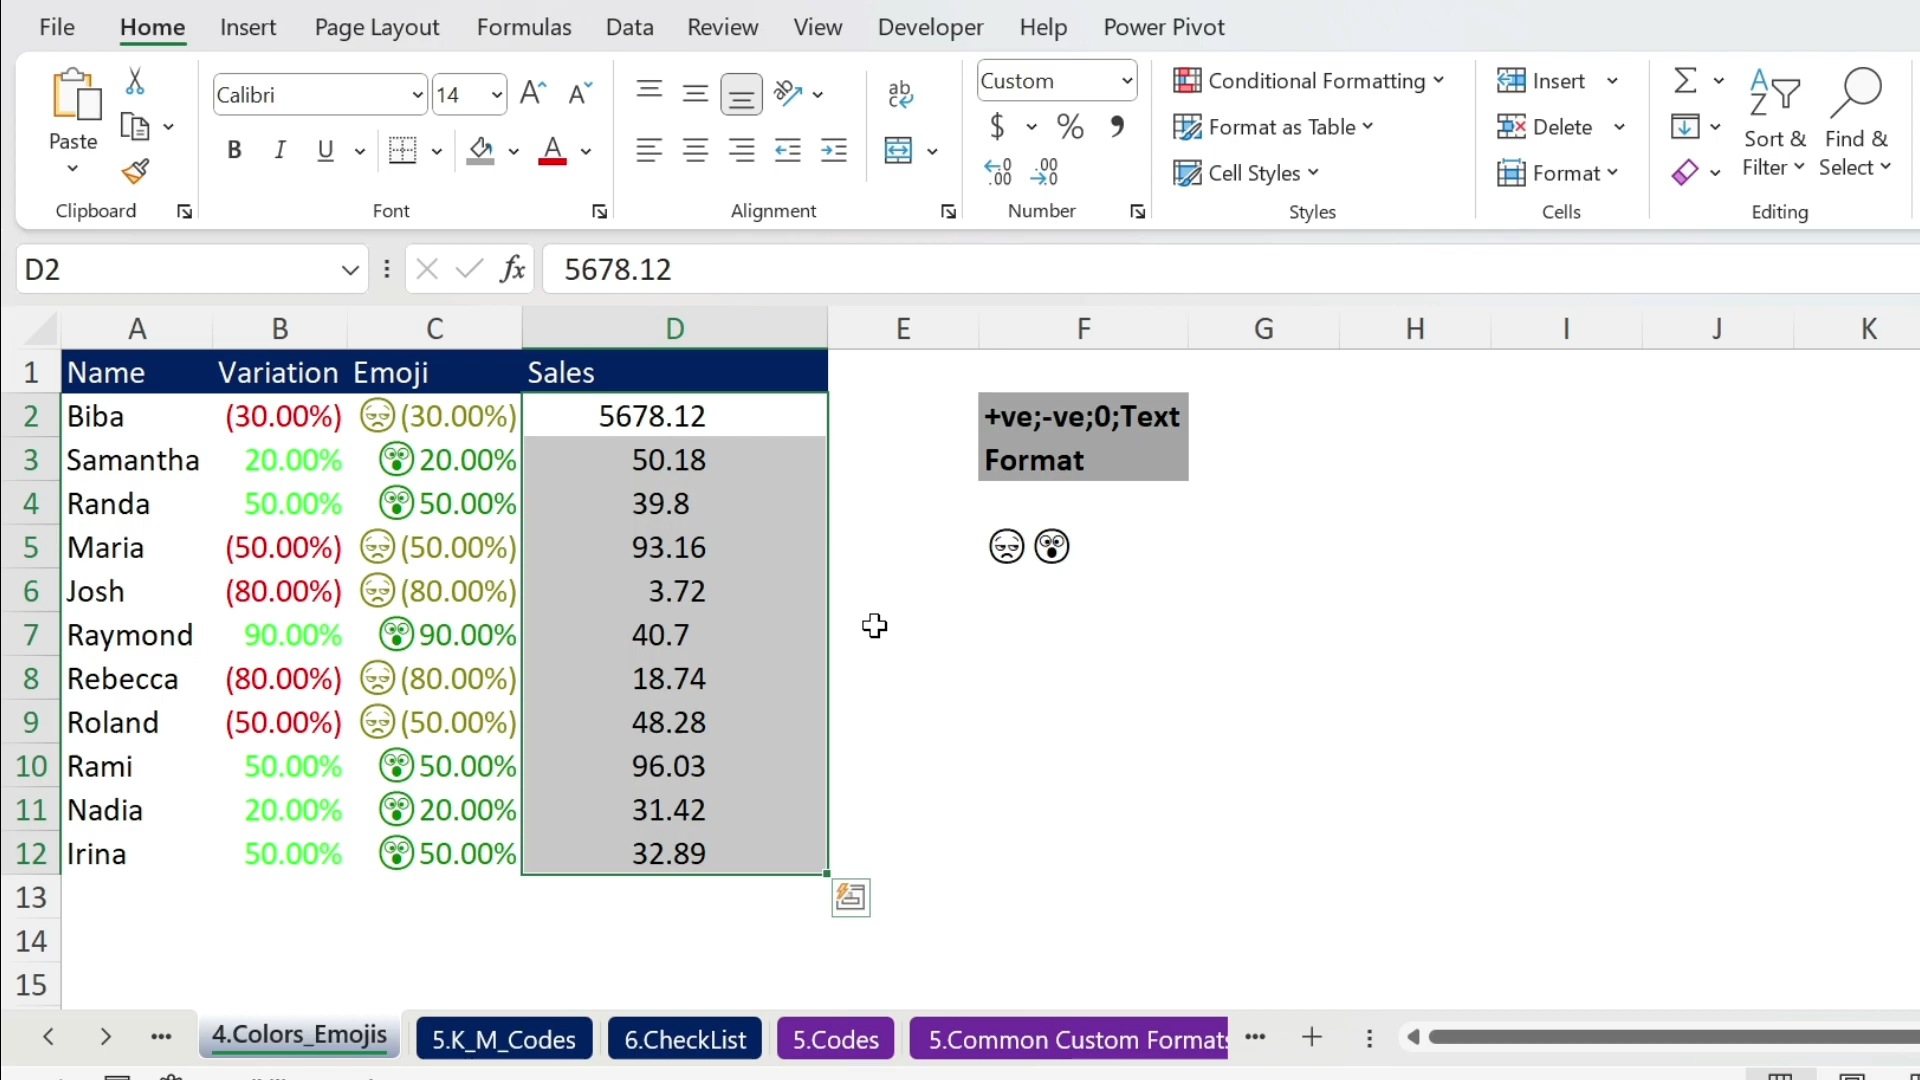 File Home Insert Page Layout Formulas Data Review View Developer Help Power Pivot
Calibri 14 Custom Conditional Formatting Insert
Paste B I U $ % Format as Table Delete Sort & Find &
Cell Styles Format Filter Select
Clipboard Font Alignment Number Styles Cells Editing
D2 fx 5678.12
A B C D E F G H I J K
1 Name Variation Emoji Sales
2 Biba (30.00%) 😒(30.00%) 5678.12 +ve;-ve;0;Text
3 Samantha 20.00% 😲20.00% 50.18 Format
4 Randa 50.00% 😲50.00% 39.8
5 Maria (50.00%) 😒(50.00%) 93.16 😒😲
6 Josh (80.00%) 😒(80.00%) 3.72
7 Raymond 90.00% 😲90.00% 40.7
8 Rebecca (80.00%) 😒(80.00%) 18.74
9 Roland (50.00%) 😒(50.00%) 48.28
10 Rami 50.00% 😲50.00% 96.03
11 Nadia 20.00% 😲20.00% 31.42
12 Irina 50.00% 😲50.00% 32.89
13
14
15
4.Colors_Emojis 5.K_M_Codes 6.CheckList 5.Codes 5.Common Custom Formats